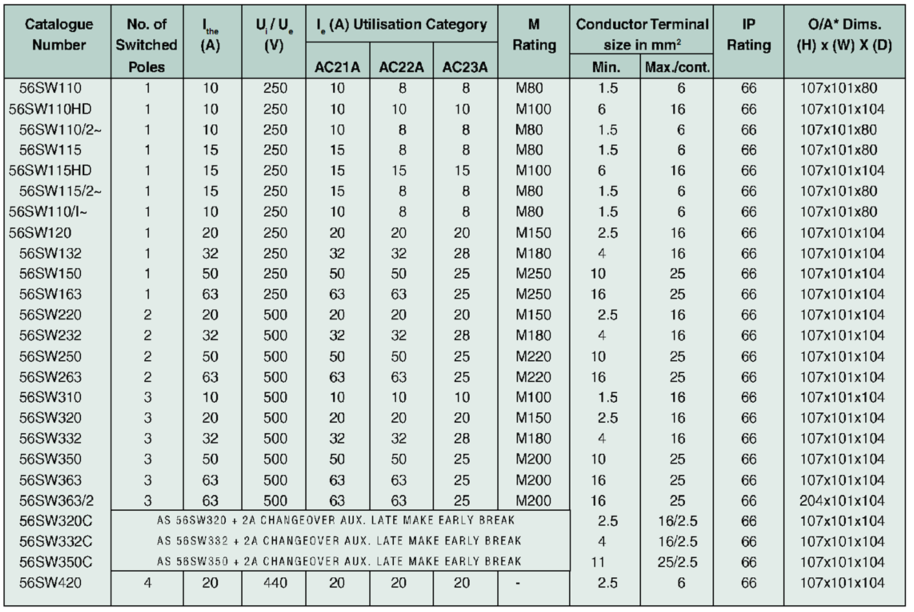 Catalogue Number No. of Switched Poles Ithe (A) Ui / Ue (V) Ie (A) Utilisation Category M Rating Conductor Terminal size in mm² IP Rating O/A* Dims. (H) x (W) X (D)
AC21A AC22A AC23A Min. Max./cont.
56SW110 1 10 250 10 8 8 M80 1.5 6 66 107x101x80
56SW110HD 1 10 250 10 10 10 M100 6 16 66 107x101x104
56SW110/2~ 1 10 250 10 8 8 M80 1.5 6 66 107x101x80
56SW115 1 15 250 15 8 8 M80 1.5 6 66 107x101x80
56SW115HD 1 15 250 15 15 15 M100 6 16 66 107x101x104
56SW115/2~ 1 15 250 15 8 8 M80 1.5 6 66 107x101x80
56SW110/I~ 1 10 250 10 8 8 M80 1.5 6 66 107x101x80
56SW120 1 20 250 20 20 20 M150 2.5 16 66 107x101x104
56SW132 1 32 250 32 32 28 M180 4 16 66 107x101x104
56SW150 1 50 250 50 50 25 M250 10 25 66 107x101x104
56SW163 1 63 250 63 63 25 M250 16 25 66 107x101x104
56SW220 2 20 500 20 20 20 M150 2.5 16 66 107x101x104
56SW232 2 32 500 32 32 28 M180 4 16 66 107x101x104
56SW250 2 50 500 50 50 25 M220 10 25 66 107x101x104
56SW263 2 63 500 63 63 25 M220 16 25 66 107x101x104
56SW310 3 10 500 10 10 10 M100 1.5 16 66 107x101x104
56SW320 3 20 500 20 20 20 M150 2.5 16 66 107x101x104
56SW332 3 32 500 32 32 28 M180 4 16 66 107x101x104
56SW350 3 50 500 50 50 25 M200 10 25 66 107x101x104
56SW363 3 63 500 63 63 25 M200 16 25 66 107x101x104
56SW363/2 3 63 500 63 63 25 M200 16 25 66 204x101x104
56SW320C AS 56SW320 + 2A CHANGEOVER AUX. LATE MAKE EARLY BREAK 2.5 16/2.5 66 107x101x104
56SW332C AS 56SW332 + 2A CHANGEOVER AUX. LATE MAKE EARLY BREAK 4 16/2.5 66 107x101x104
56SW350C AS 56SW350 + 2A CHANGEOVER AUX. LATE MAKE EARLY BREAK 11 25/2.5 66 107x101x104
56SW420 4 20 440 20 20 20 - 2.5 6 66 107x101x104